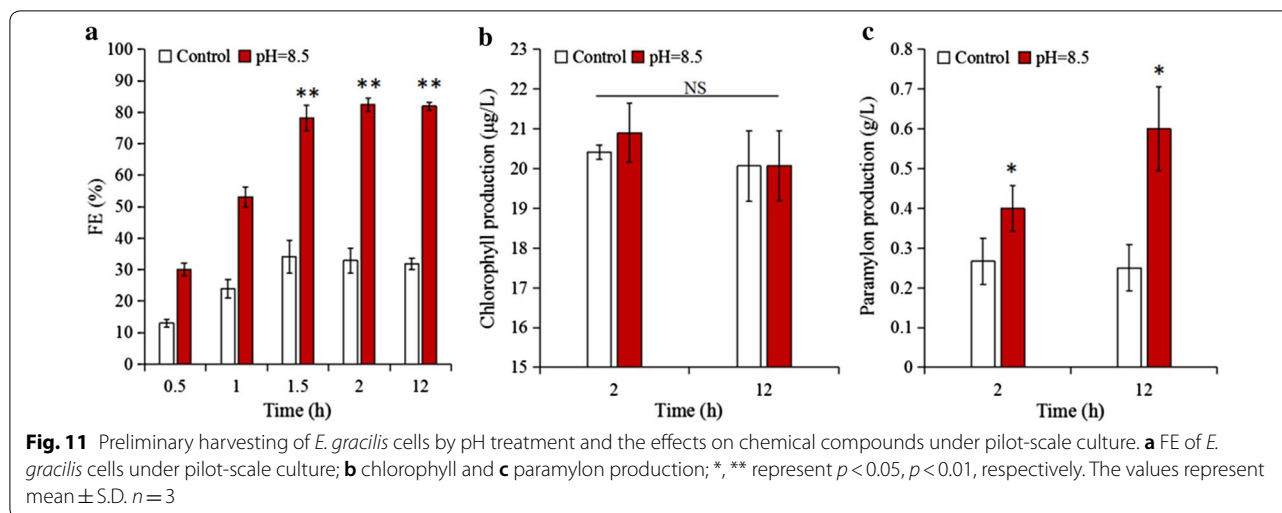 a
Control pH=8.5
100
90
80
70
60
50
40
30
20
10
0
FE (%)
** ** **
0.5 1 1.5 2 12
Time (h)
b
Control pH=8.5
23
22
21
20
19
18
17
16
15
Chlorophyll production (μg/L)
NS
2 12
Time (h)
c
Control pH=8.5
0.8
0.7
0.6
0.5
0.4
0.3
0.2
0.1
0
Paramylon production (g/L)
*
*
2 12
Time (h)
Fig. 11 Preliminary harvesting of E. gracilis cells by pH treatment and the effects on chemical compounds under pilot-scale culture. a FE of E.
gracilis cells under pilot-scale culture; b chlorophyll and c paramylon production; *, ** represent p < 0.05, p < 0.01, respectively. The values represent
mean ± S.D. n = 3